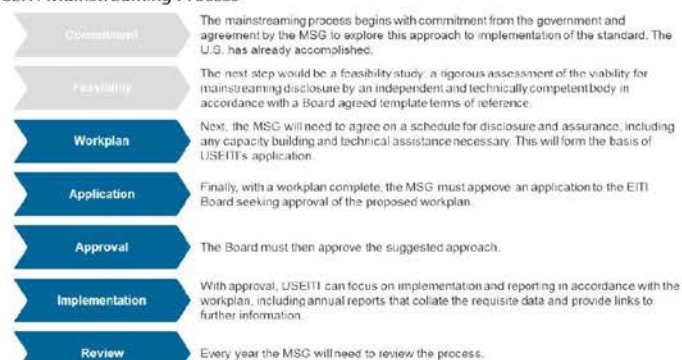 Commitment
The mainstreaming process begins with commitment from the government and
agreement by the MSG to explore this approach to implementation of the standard. The
U.S. has already accomplished.
Feasibility
The next step would be a feasibility study: a rigorous assessment of the viability for
mainstreaming disclosure by an independent and technically competent body in
accordance with a Board agreed template terms of reference.
Workplan
Next, the MSG will need to agree on a schedule for disclosure and assurance, including
any capacity building and technical assistance necessary. This will form the basis of
USEITI's application.
Application
Finally, with a workplan complete, the MSG must approve an application to the EITI
Board seeking approval of the proposed workplan.
Approval
The Board must then approve the suggested approach.
Implementation
With approval, USEITI can focus on implementation and reporting in accordance with the
workplan, including annual reports that collate the requisite data and provide links to
further information.
Review
Every year the MSG will need to review the process.